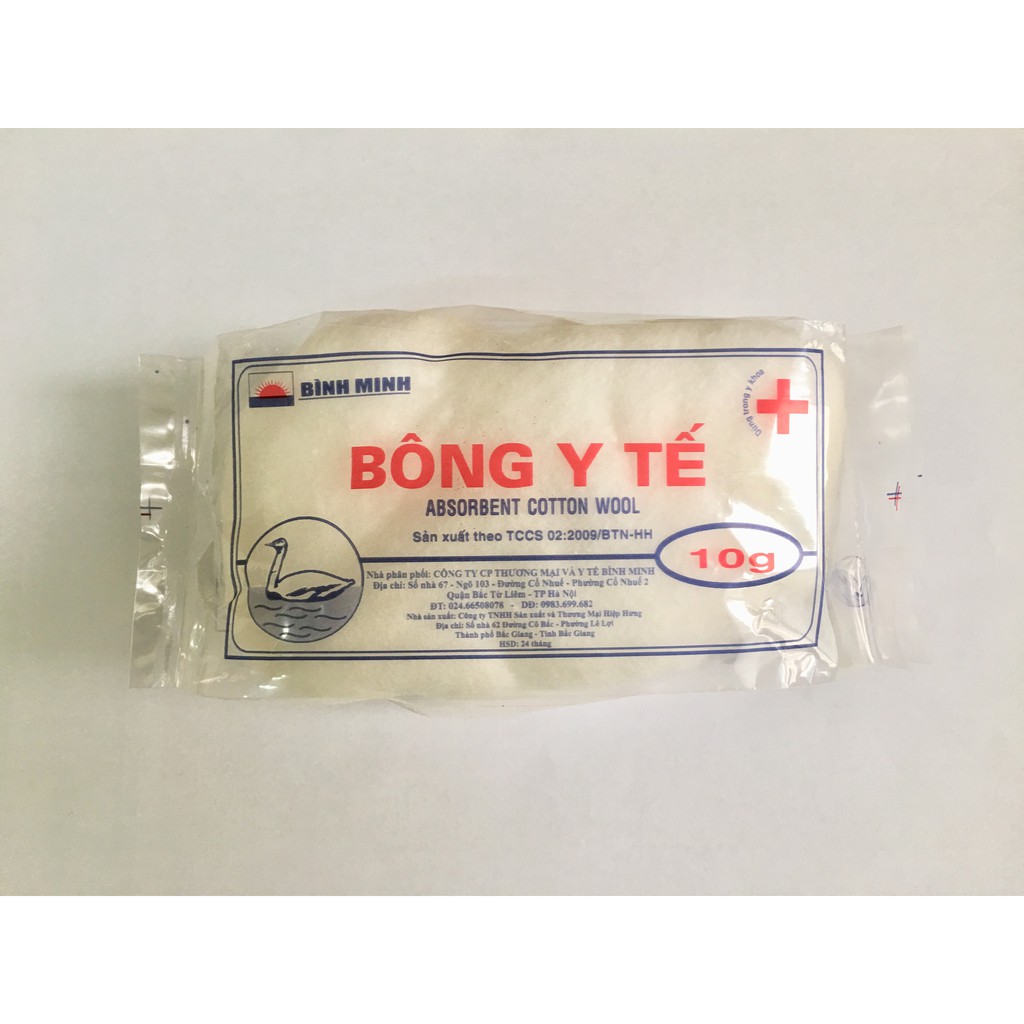 BÌNH MINH
Dùng trong y khoa
BÔNG Y TẾ
ABSORBENT COTTON WOOL
Sản xuất theo TCCS 02:2009/BTN-HH
10g
Nhà phân phối: CÔNG TY CP THƯƠNG MẠI VÀ Y TẾ BÌNH MINH
Địa chỉ: Số nhà 67 - Ngõ 103 - Đường Cổ Nhuế - Phường Cổ Nhuế 2
Quận Bắc Từ Liêm - TP Hà Nội
ĐT: 024.66508078 - DĐ: 0983.699.682
Nhà sản xuất: Công ty TNHH Sản xuất và Thương Mại Hiệp Hưng
Địa chỉ: Số nhà 62 Đường Cô Bắc - Phường Lê Lợi
Thành phố Bắc Giang - Tỉnh Bắc Giang
HSD: 24 tháng